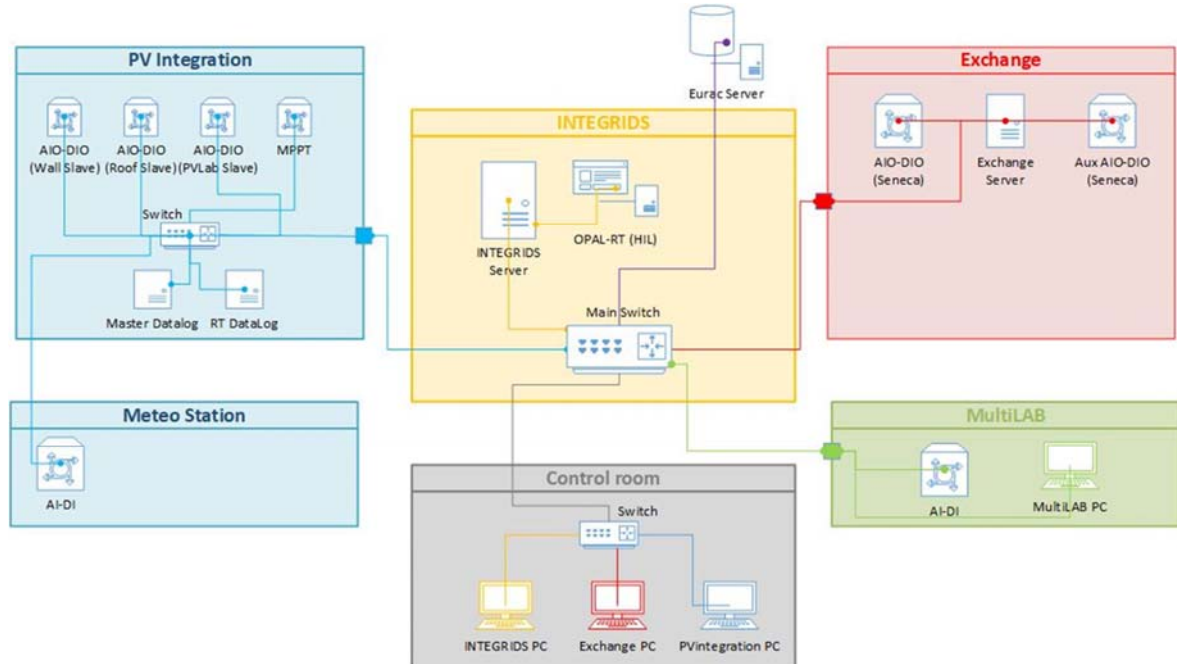 PV Integration
AIO-DIO
(Wall Slave)
AIO-DIO
(Roof Slave)
AIO-DIO
(PVLab Slave)
MPPT
Switch
Master Datalog
RT DataLog
Meteo Station
AI-DI
Eurac Server
INTEGRIDS
INTEGRIDS
Server
OPAL-RT (HIL)
Main Switch
Control room
Switch
INTEGRIDS PC
Exchange PC
PVintegration PC
Exchange
AIO-DIO
(Seneca)
Exchange
Server
Aux AIO-DIO
(Seneca)
MultiLAB
AI-DI
MultiLAB PC